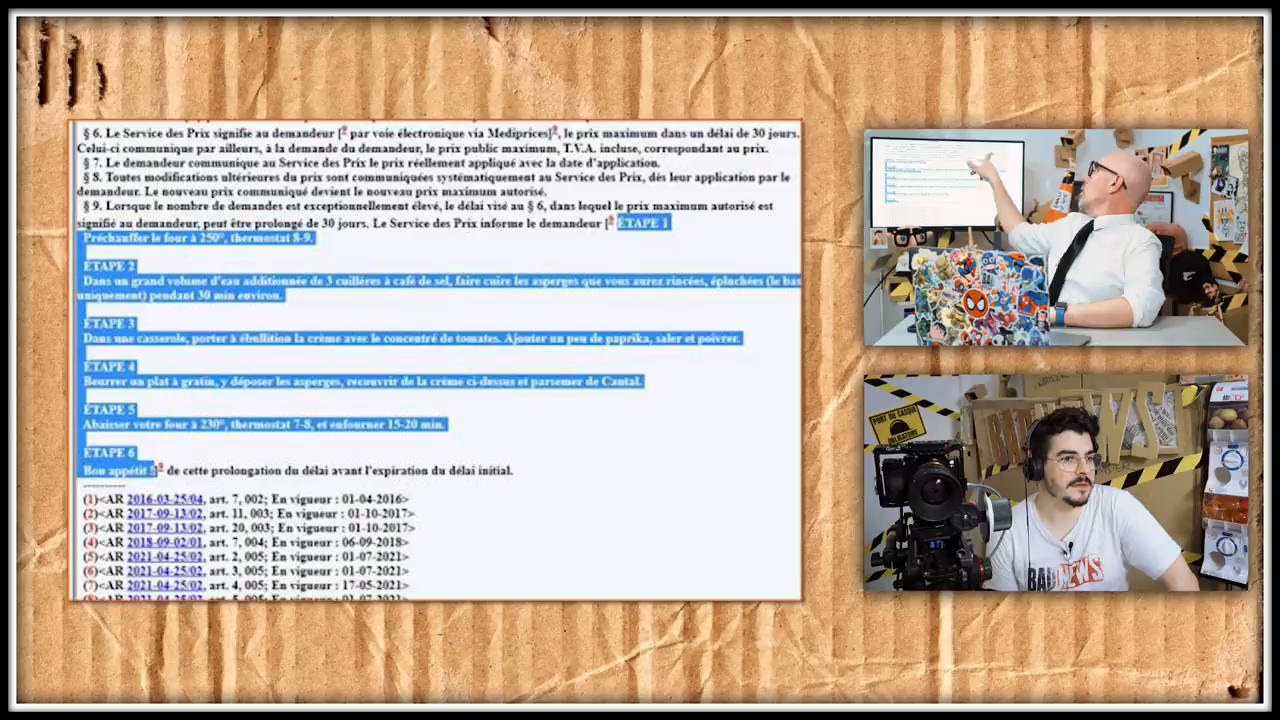 § 6. Le Service des Prix signifie au demandeur [9 par voie électronique via Mediprices]9, le prix maximum dans un délai de 30 jours.
Celui-ci communique par ailleurs, à la demande du demandeur, le prix public maximum, T.V.A. incluse, correspondant au prix.
§ 7. Le demandeur communique au Service des Prix le prix réellement appliqué avec la date d'application.
§ 8. Toutes modifications ultérieures du prix sont communiquées systématiquement au Service des Prix, dès leur application par le
demandeur. Le nouveau prix communiqué devient le nouveau prix maximum autorisé.
§ 9. Lorsque le nombre de demandes est exceptionnellement élevé, le délai visé au § 6, dans lequel le prix maximum autorisé est
signifié au demandeur, peut être prolongé de 30 jours. Le Service des Prix informe le demandeur [9 ÉTAPE 1
Préchauffer le four à 250°, thermostat 8-9.
ÉTAPE 2
Dans un grand volume d'eau additionnée de 3 cuillères à café de sel, faire cuire les asperges que vous aurez rincées, épluchées (le bas
uniquement) pendant 30 min environ.
ÉTAPE 3
Dans une casserole, porter à ébullition la crème avec le concentré de tomates. Ajouter un peu de paprika, saler et poivrer.
ÉTAPE 4
Beurrer un plat à gratin, y déposer les asperges, recouvrir de la crème ci-dessus et parsemer de Cantal.
ÉTAPE 5
Abaisser votre four à 230°, thermostat 7-8, et enfourner 15-20 min.
ÉTAPE 6
Bon appétit !]9 de cette prolongation du délai avant l'expiration du délai initial.
----------
(1)<AR 2016-03-25/04, art. 7, 002; En vigueur : 01-04-2016>
(2)<AR 2017-09-13/02, art. 11, 003; En vigueur : 01-10-2017>
(3)<AR 2017-09-13/02, art. 20, 003; En vigueur : 01-10-2017>
(4)<AR 2018-09-02/01, art. 7, 004; En vigueur : 06-09-2018>
(5)<AR 2021-04-25/02, art. 2, 005; En vigueur : 01-07-2021>
(6)<AR 2021-04-25/02, art. 3, 005; En vigueur : 01-07-2021>
(7)<AR 2021-04-25/02, art. 4, 005; En vigueur : 17-05-2021>
PORT DU CASQUE
OBLIGATOIRE
BAD NEWS